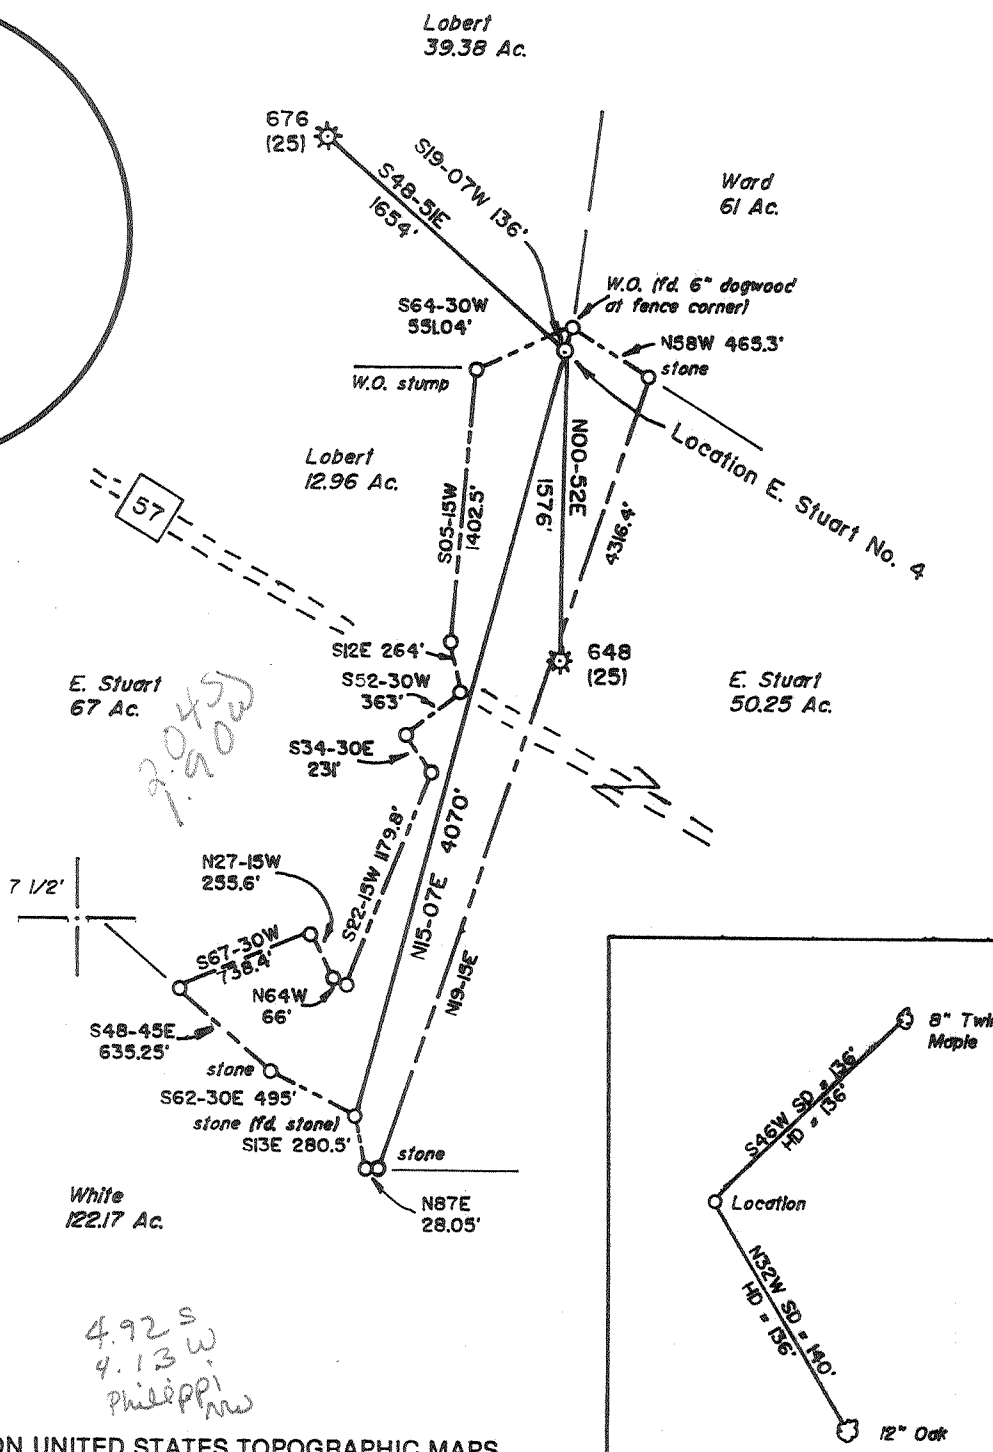 Lobert
39.38 Ac.
676
(25)
S19-07W 136'
S48-51E
1654'
Ward
61 Ac.
W.O. (fd. 6" dogwood
at fence corner)
S64-30W
551.04'
N58W 465.3'
stone
W.O. stump
Location E. Stuart No. 4
Lobert
12.96 Ac.
57
S05-15W
1402.5'
N00-52E
1576'
4316.4'
S12E 264'
S52-30W
363'
648
(25)
E. Stuart
67 Ac.
E. Stuart
50.25 Ac.
2.045
1.90W
S34-30E
231'
S22-15W 1179.8'
N15-07E 4070'
N19-15E
7 1/2'
N27-15W
255.6'
S67-30W
738.4'
N64W
66'
S48-45E
635.25'
stone
S62-30E 495'
stone (fd. stone)
S13E 280.5'
stone
N87E
28.05'
White
122.17 Ac.
8" Twin
Maple
S46W SD = 136'
HD = 136'
Location
N32W SD = 140'
HD = 136'
12" Oak
4.92 S
4.13 W
Philippi
NW
ON UNITED STATES TOPOGRAPHIC MAPS